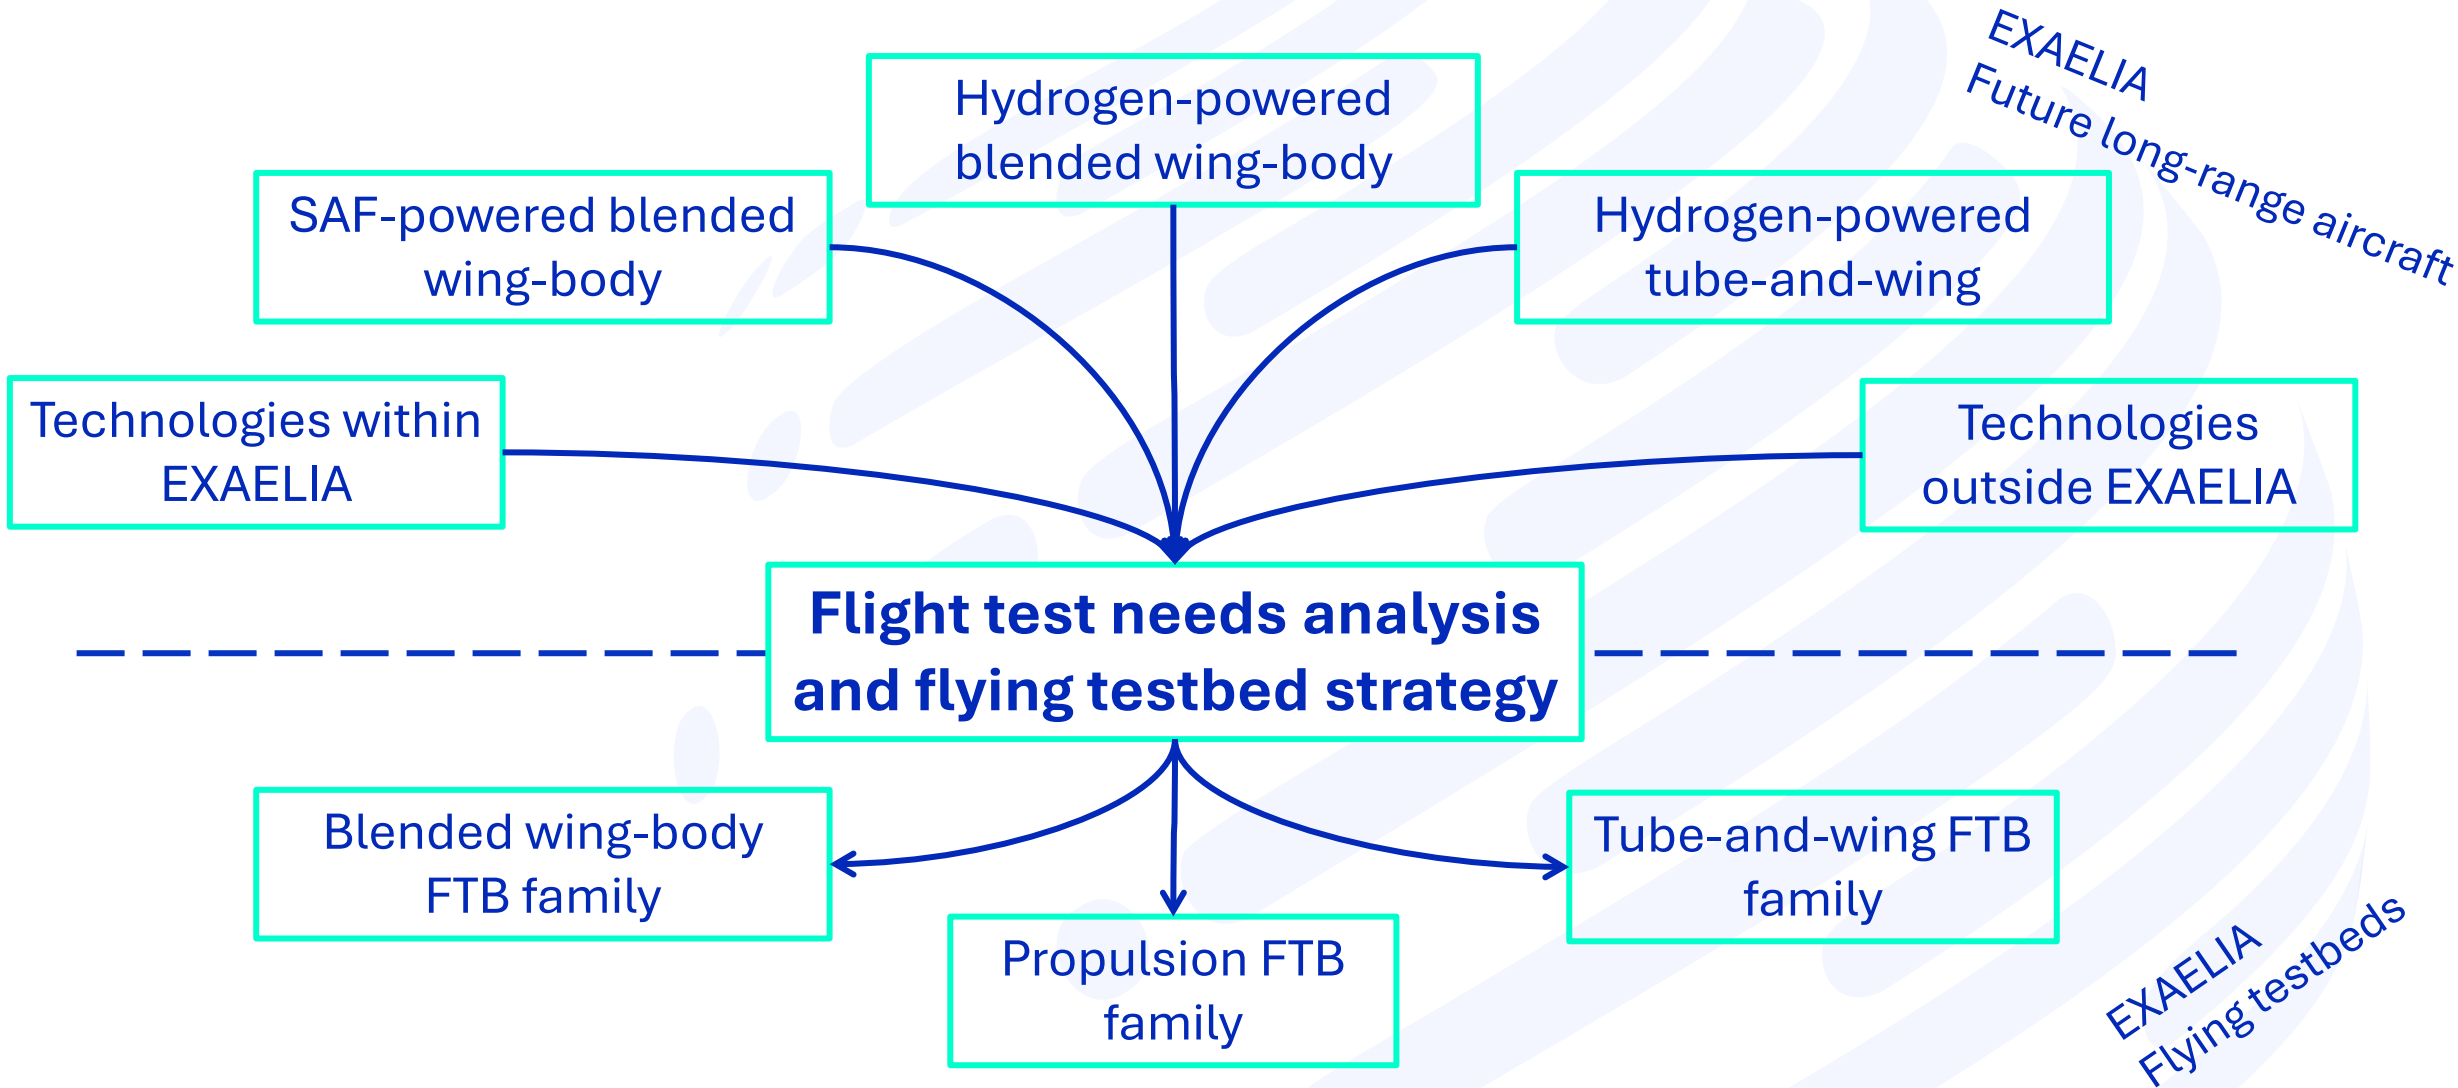 EXAELIA
Future long-range aircraft
Hydrogen-powered
blended wing-body
SAF-powered blended
wing-body
Hydrogen-powered
tube-and-wing
Technologies within
EXAELIA
Technologies
outside EXAELIA
Flight test needs analysis
and flying testbed strategy
Blended wing-body
FTB family
Propulsion FTB
family
Tube-and-wing FTB
family
EXAELIA
Flying testbeds